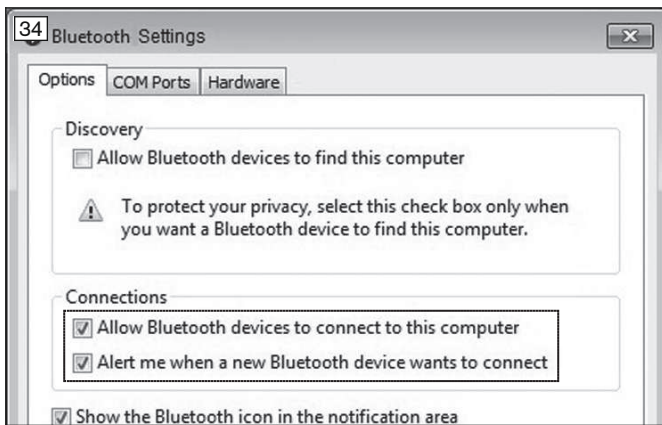 34
Bluetooth Settings
Options COM Ports Hardware
Discovery
Allow Bluetooth devices to find this computer
To protect your privacy, select this check box only when
you want a Bluetooth device to find this computer.
Connections
Allow Bluetooth devices to connect to this computer
Alert me when a new Bluetooth device wants to connect
Show the Bluetooth icon in the notification area